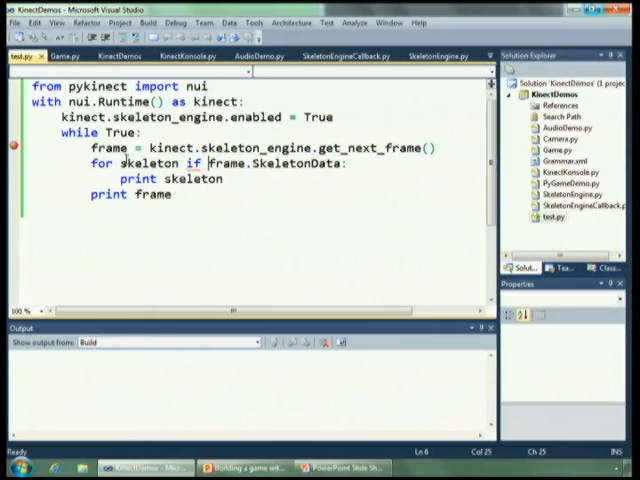 KinectDemos - Microsoft Visual Studio
File Edit View Refactor Project Build Debug Team Data Tools Architecture Test Analyze Window Help
test.py Game.py KinectDemos KinectKonsole.py AudioDemo.py SkeletonEngineCallback.py SkeletonEngine.py
from pykinect import nui
with nui.Runtime() as kinect:
kinect.skeleton_engine.enabled = True
while True:
frame = kinect.skeleton_engine.get_next_frame()
for skeleton if frame.SkeletonData:
print skeleton
print frame
100 %
Output
Show output from: Build
Solution Explorer
Solution 'KinectDemos' (1 projec
KinectDemos
References
Search Path
AudioDemo.py
Camera.py
Game.py
Grammar.xml
KinectKonsole.py
PyGameDemo.py
SkeletonEngineCallback.p
SkeletonEngine.py
test.py
Solut... Tea... Class...
Properties
Ready Ln 6 Col 25 Ch 25 INS
KinectDemos - Mic... Building a game wit... PowerPoint Slide Sh...